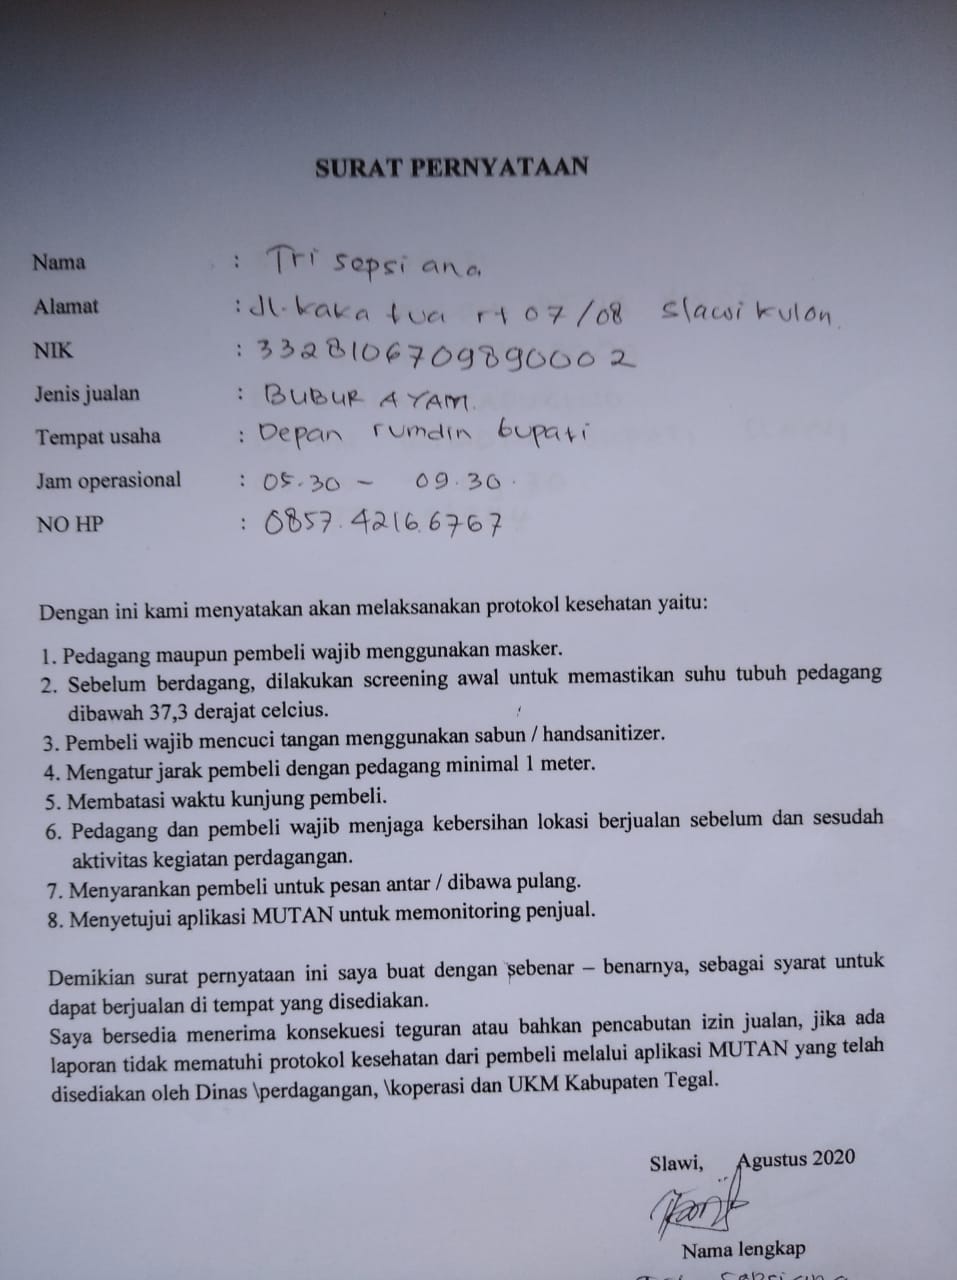 SURAT PERNYATAAN
Nama : Tri sepsi ana
Alamat : Jl. kaka tua rt 07/08 slawi kulon
NIK : 3328106709890002
Jenis jualan : BUBUR AYAM.
Tempat usaha : Depan rumdin bupati
Jam operasional : 05.30 - 09.30.
NO HP : 0857.4216.6767
Dengan ini kami menyatakan akan melaksanakan protokol kesehatan yaitu:
1. Pedagang maupun pembeli wajib menggunakan masker.
2. Sebelum berdagang, dilakukan screening awal untuk memastikan suhu tubuh pedagang
dibawah 37,3 derajat celcius.
3. Pembeli wajib mencuci tangan menggunakan sabun / handsanitizer.
4. Mengatur jarak pembeli dengan pedagang minimal 1 meter.
5. Membatasi waktu kunjung pembeli.
6. Pedagang dan pembeli wajib menjaga kebersihan lokasi berjualan sebelum dan sesudah
aktivitas kegiatan perdagangan.
7. Menyarankan pembeli untuk pesan antar / dibawa pulang.
8. Menyetujui aplikasi MUTAN untuk memonitoring penjual.
Demikian surat pernyataan ini saya buat dengan sebenar – benarnya, sebagai syarat untuk
dapat berjualan di tempat yang disediakan.
Saya bersedia menerima konsekuesi teguran atau bahkan pencabutan izin jualan, jika ada
laporan tidak mematuhi protokol kesehatan dari pembeli melalui aplikasi MUTAN yang telah
disediakan oleh Dinas \perdagangan, \koperasi dan UKM Kabupaten Tegal.
Slawi, Agustus 2020
Nama lengkap